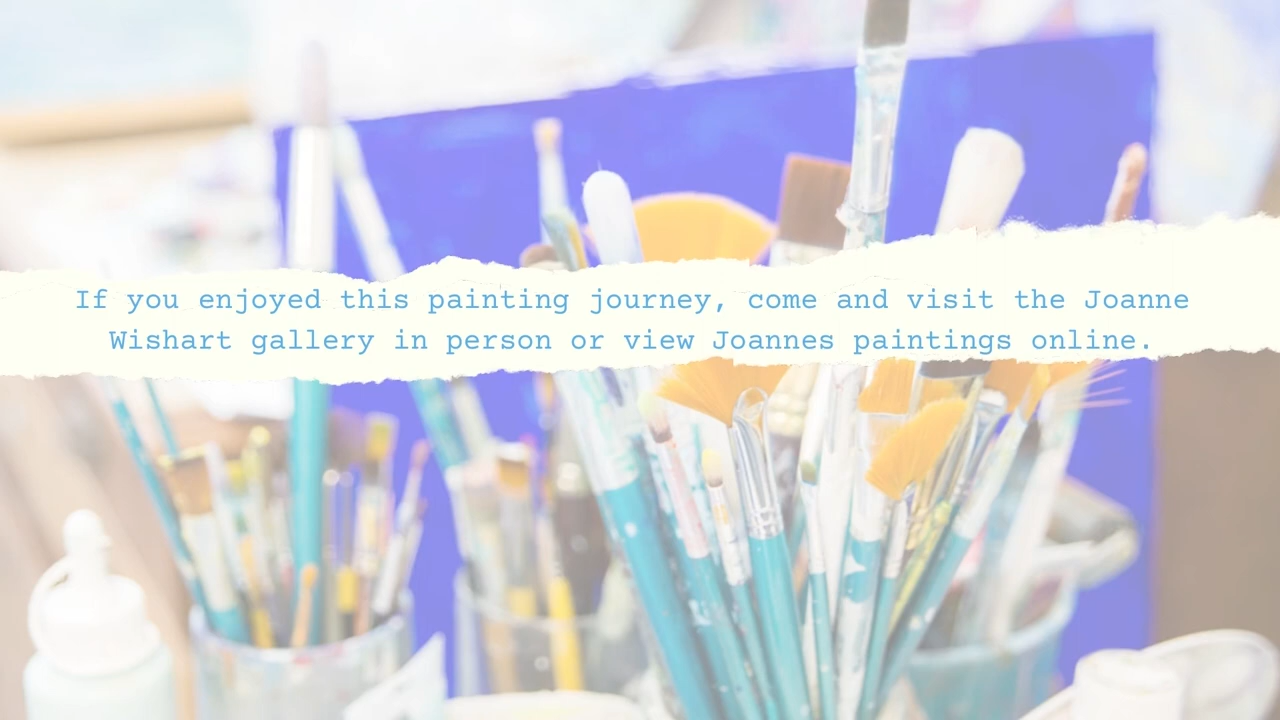 If you enjoyed this painting journey, come and visit the Joanne
Wishart gallery in person or view Joannes paintings online.